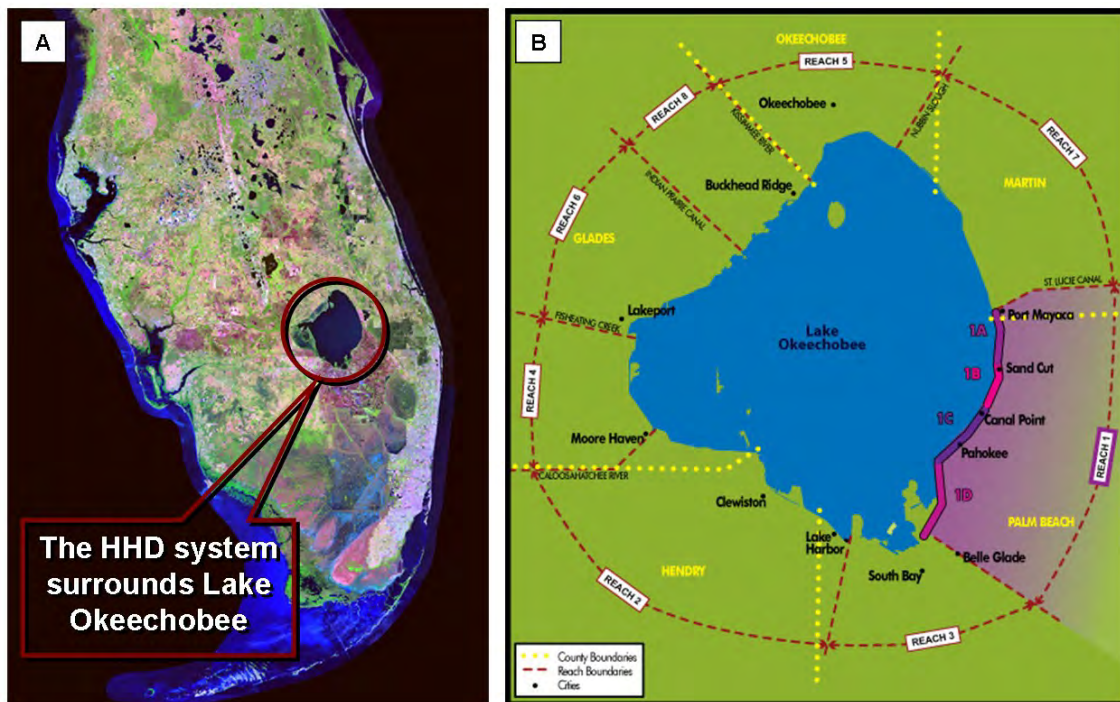 A
The HHD system
surrounds Lake
Okeechobee
B
OKEECHOBEE
REACH 5
Okeechobee
REACH 8
KISSIMMEE RIVER
NUBBIN SLOUGH
REACH 7
Buckhead Ridge
INDIAN PRAIRIE CANAL
MARTIN
REACH 6
GLADES
ST. LUCIE CANAL
Lakeport
FISHEATING CREEK
Lake
Okeechobee
Port Mayaca
1A
Sand Cut
1B
REACH 4
1C
Canal Point
Moore Haven
Pahokee
REACH 1
CALOOSAHATCHEE RIVER
1D
Clewiston
PALM BEACH
Lake
Harbor
Belle Glade
HENDRY
South Bay
REACH 2
REACH 3
County Boundaries
Reach Boundaries
Cities